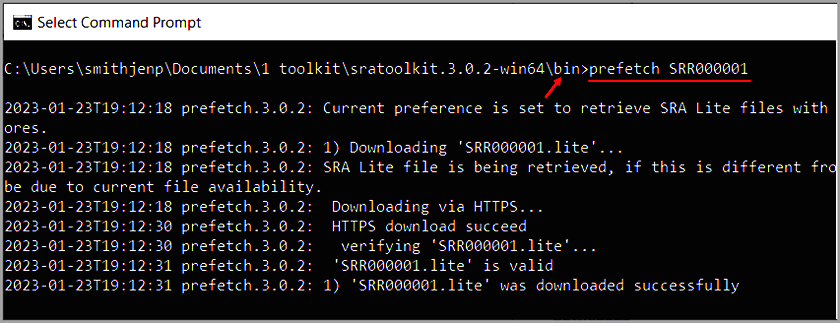 Select Command Prompt
C:\Users\smithjenp\Documents\1 toolkit\sratoolkit.3.0.2-win64\bin>prefetch SRR000001
2023-01-23T19:12:18 prefetch.3.0.2: Current preference is set to retrieve SRA Lite files with
ores.
2023-01-23T19:12:18 prefetch.3.0.2: 1) Downloading 'SRR000001.lite'...
2023-01-23T19:12:18 prefetch.3.0.2: SRA Lite file is being retrieved, if this is different fro
be due to current file availability.
2023-01-23T19:12:18 prefetch.3.0.2:  Downloading via HTTPS...
2023-01-23T19:12:30 prefetch.3.0.2:  HTTPS download succeed
2023-01-23T19:12:30 prefetch.3.0.2:   verifying 'SRR000001.lite'...
2023-01-23T19:12:31 prefetch.3.0.2:  'SRR000001.lite' is valid
2023-01-23T19:12:31 prefetch.3.0.2: 1) 'SRR000001.lite' was downloaded successfully